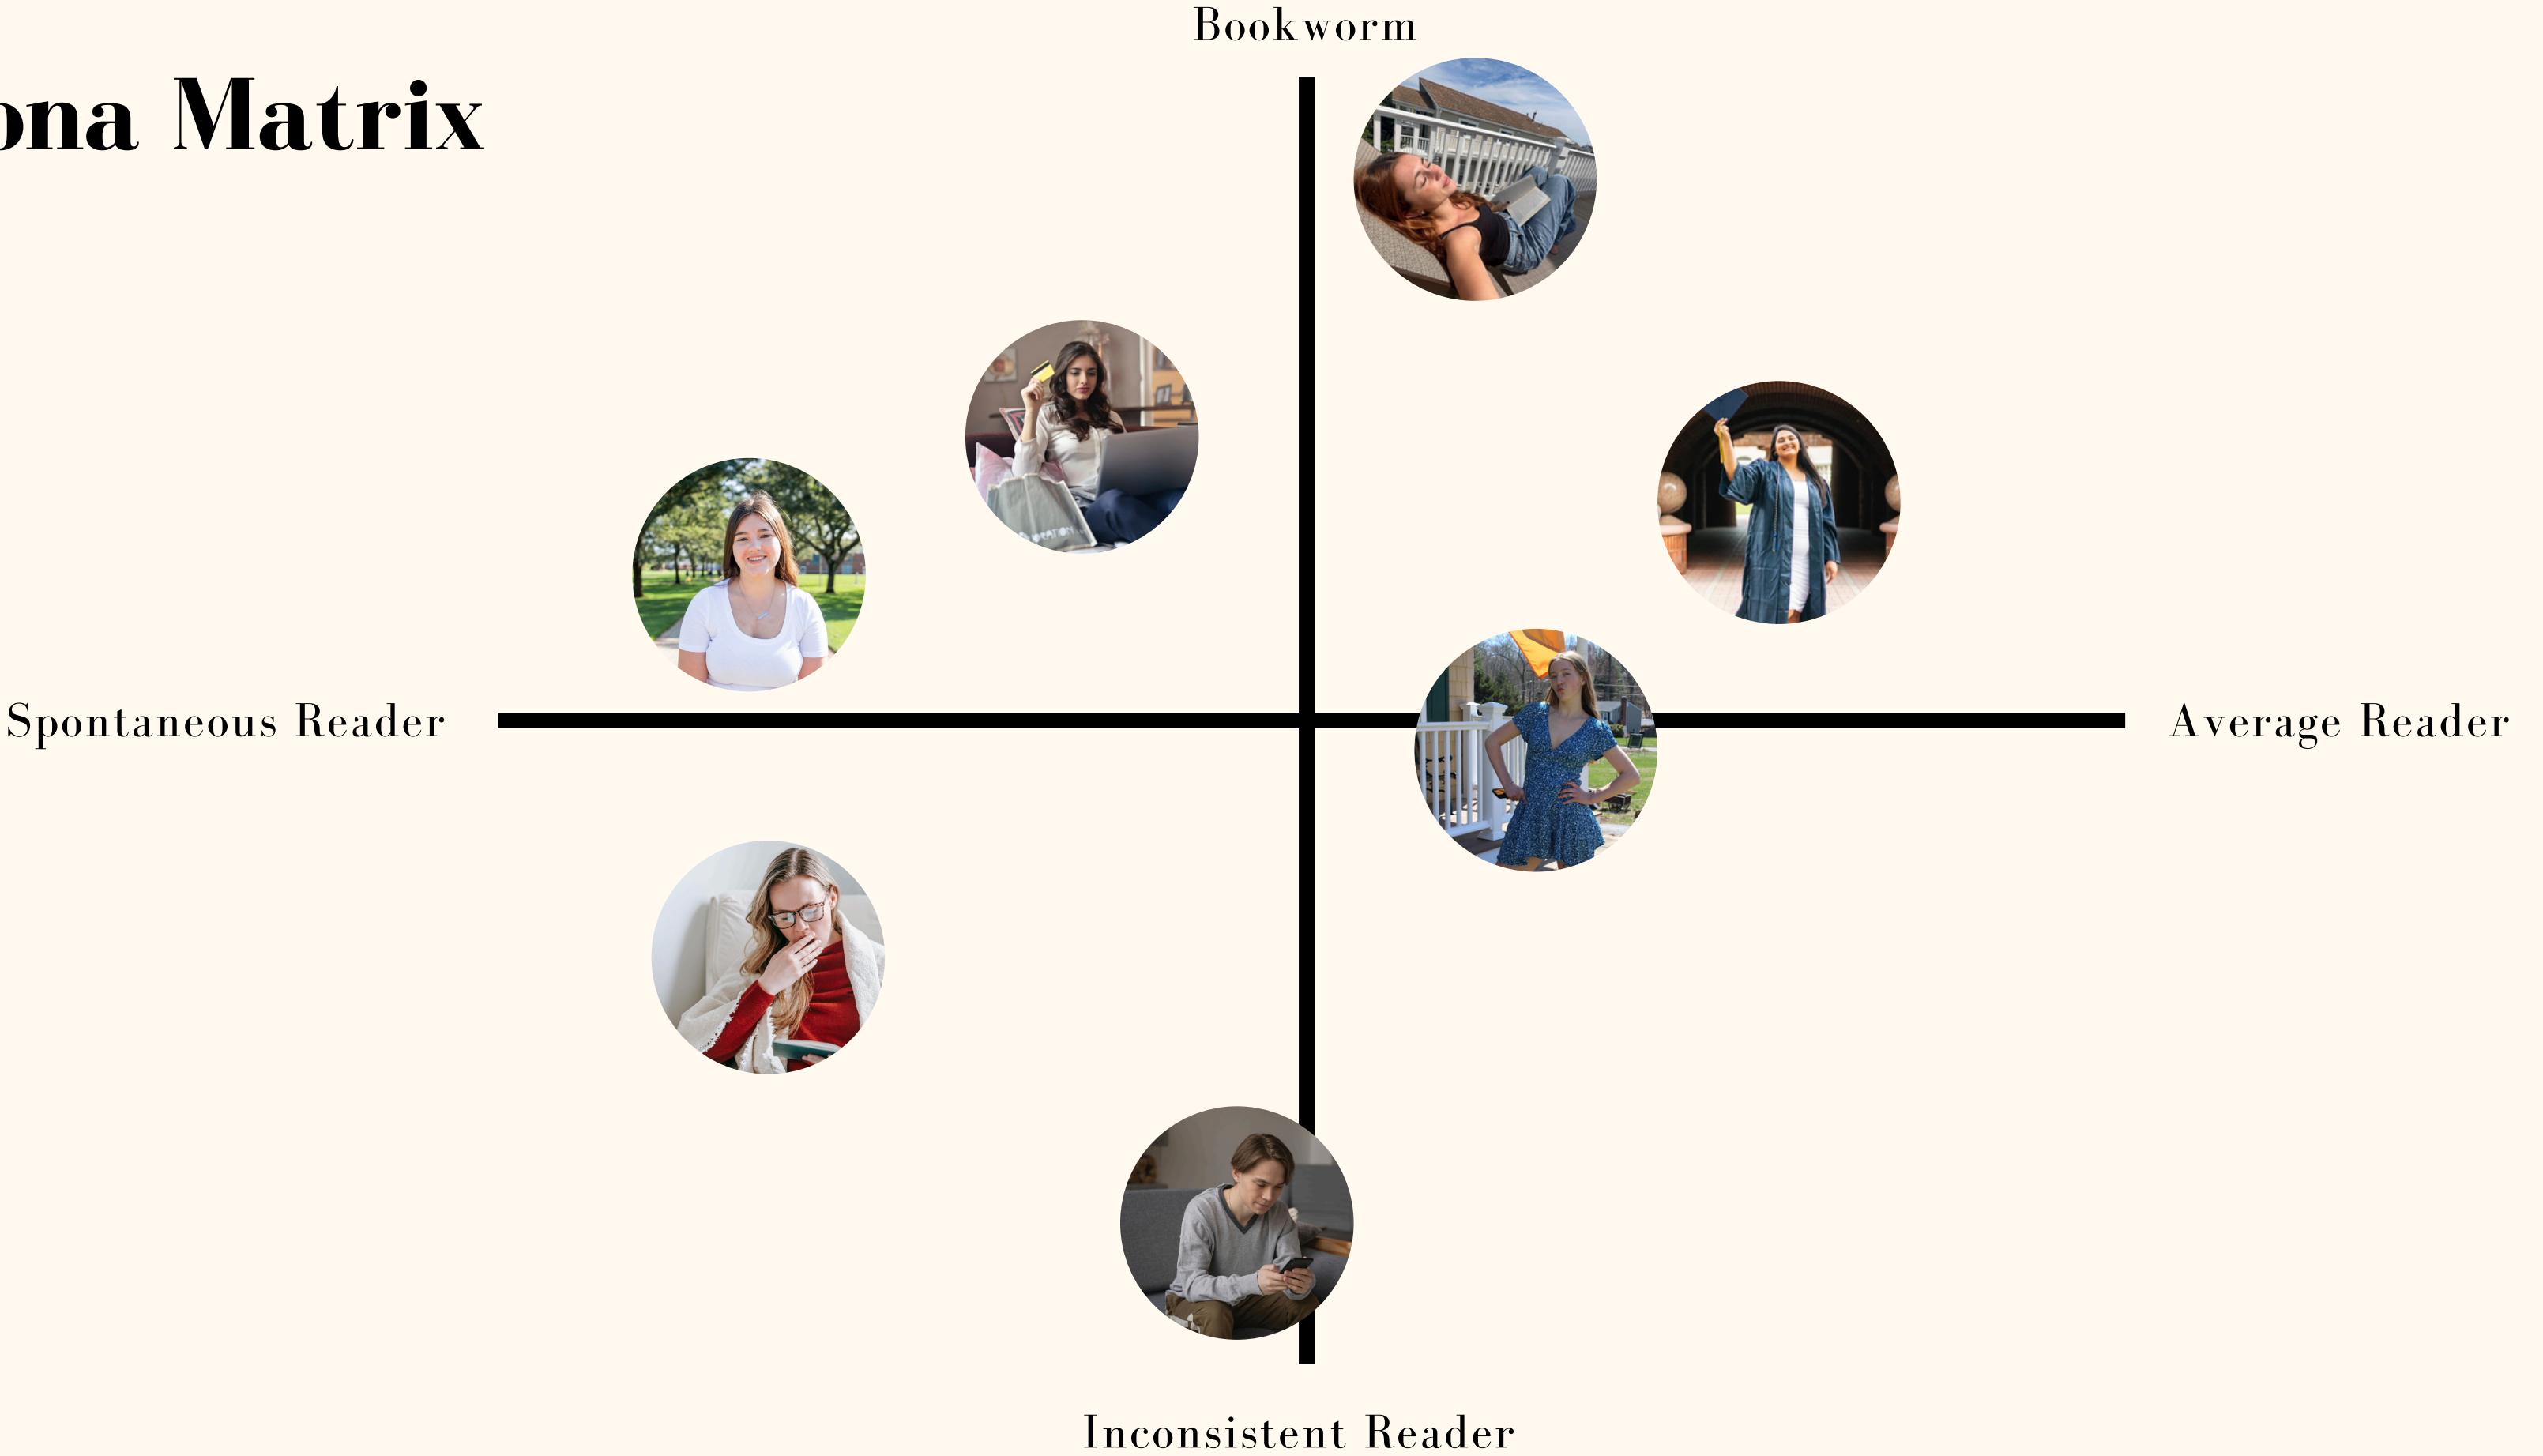 Bookworm
ona Matrix
Spontaneous Reader
Average Reader
Inconsistent Reader